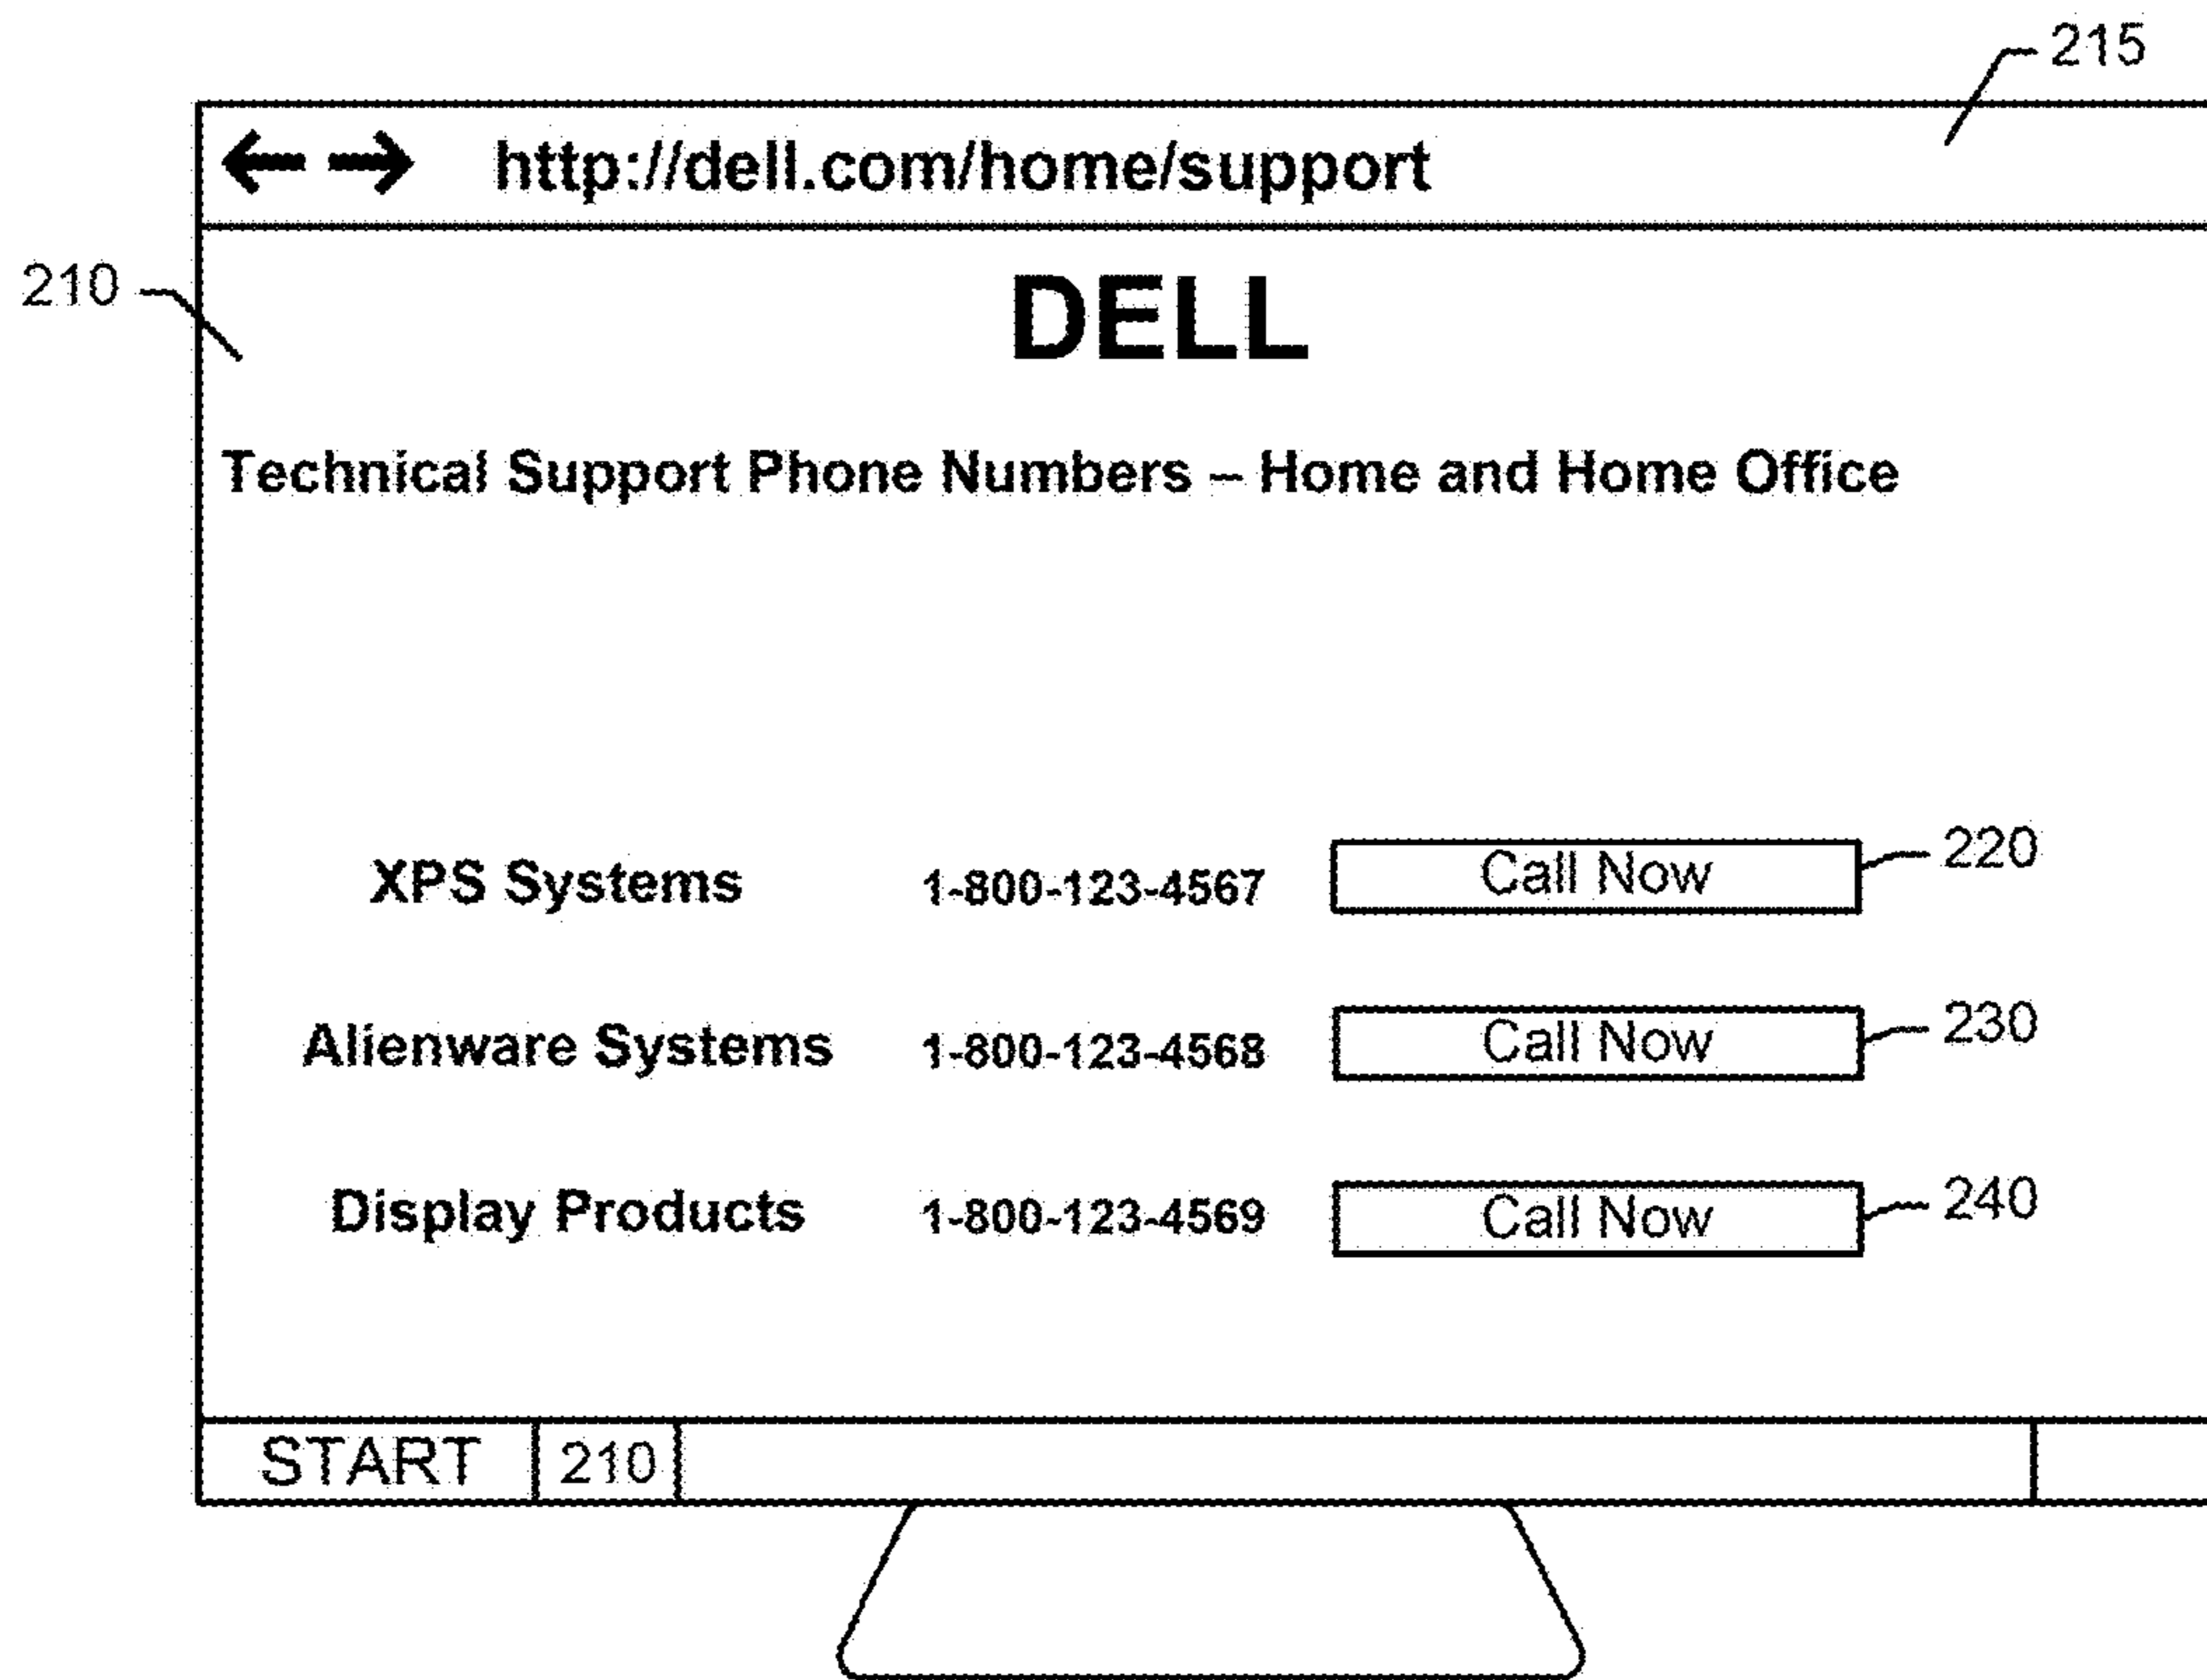 215
←→ http://dell.com/home/support
210
DELL
Technical Support Phone Numbers – Home and Home Office
XPS Systems 1-800-123-4567 Call Now 220
Alienware Systems 1-800-123-4568 Call Now 230
Display Products 1-800-123-4569 Call Now 240
START 210